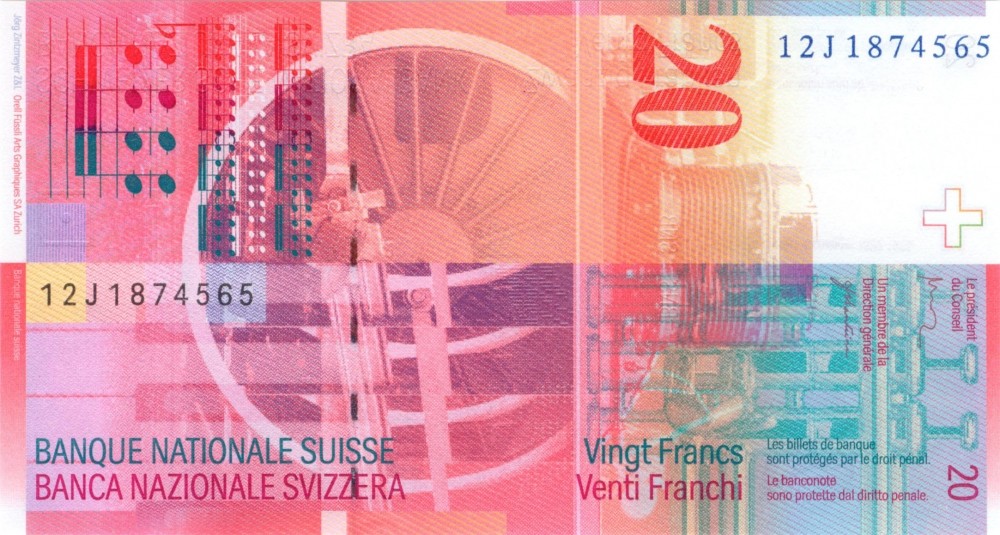 Jörg Zintzmeyer Z&L Orell Füssli Arts Graphiques SA Zurich
Banque nationale suisse
20
12J1874565
12J1874565
Le président
du Conseil
Un membre de la
Direction générale
BANQUE NATIONALE SUISSE
BANCA NAZIONALE SVIZZERA
Vingt Francs
Venti Franchi
Les billets de banque
sont protégés par le droit pénal.
Le banconote
sono protette dal diritto penale.
20